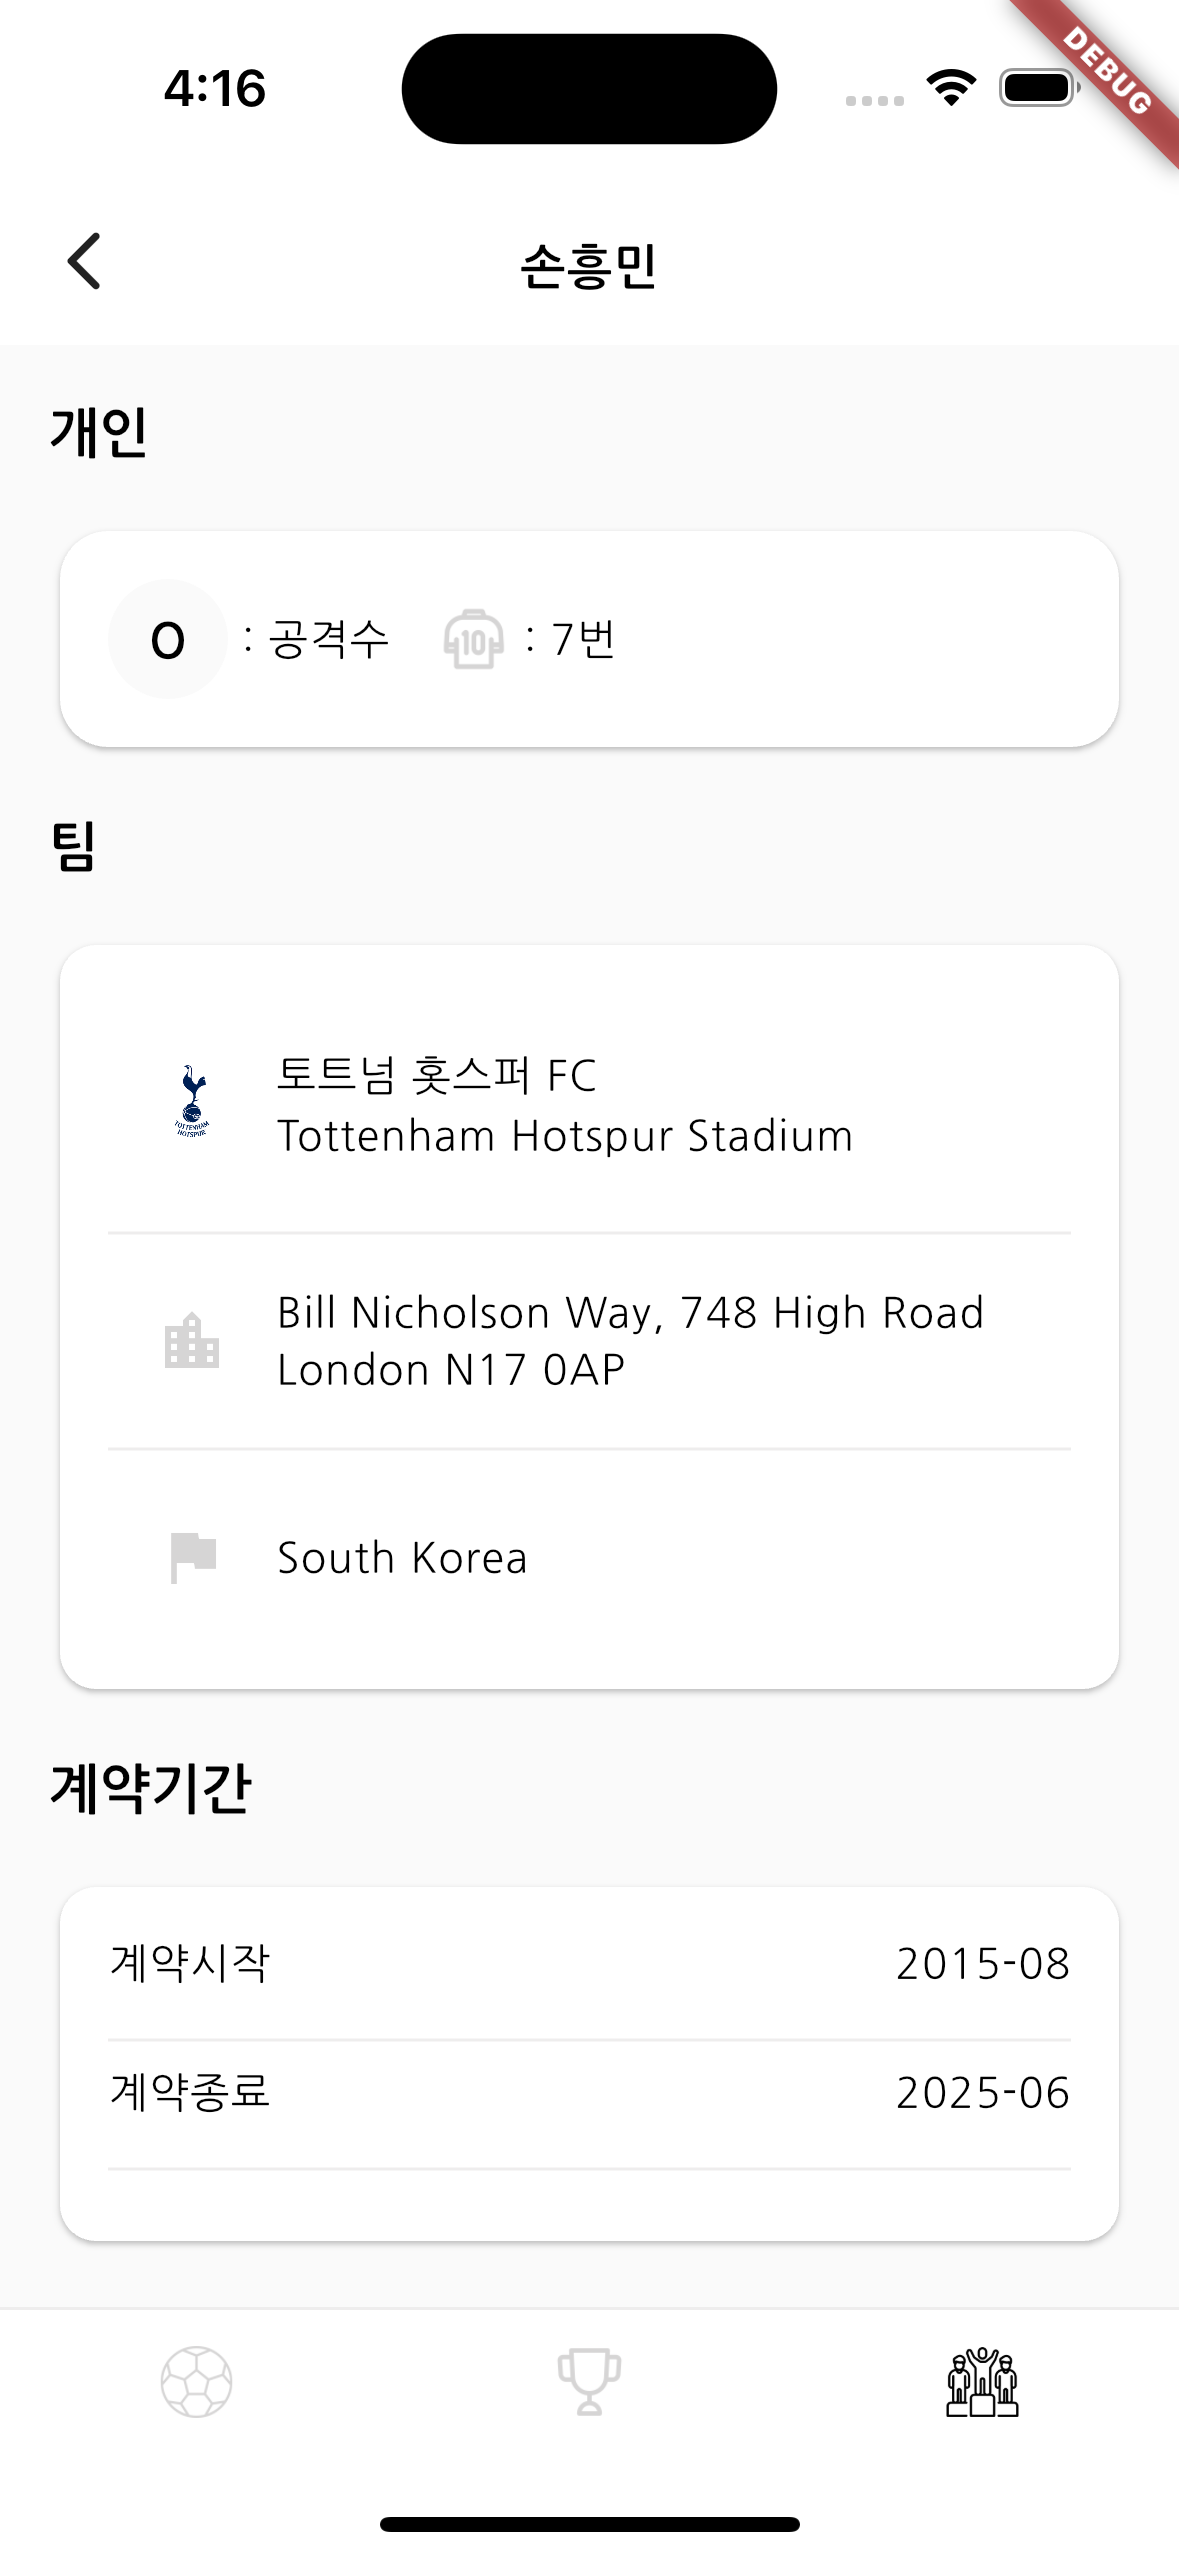 4:16
DEBUG
손흥민
개인
O : 공격수 10 : 7번
팀
토트넘 홋스퍼 FC
Tottenham Hotspur Stadium
TOTTENHAM
HOTSPUR
Bill Nicholson Way, 748 High Road
London N17 0AP
South Korea
계약기간
계약시작 2015-08
계약종료 2025-06